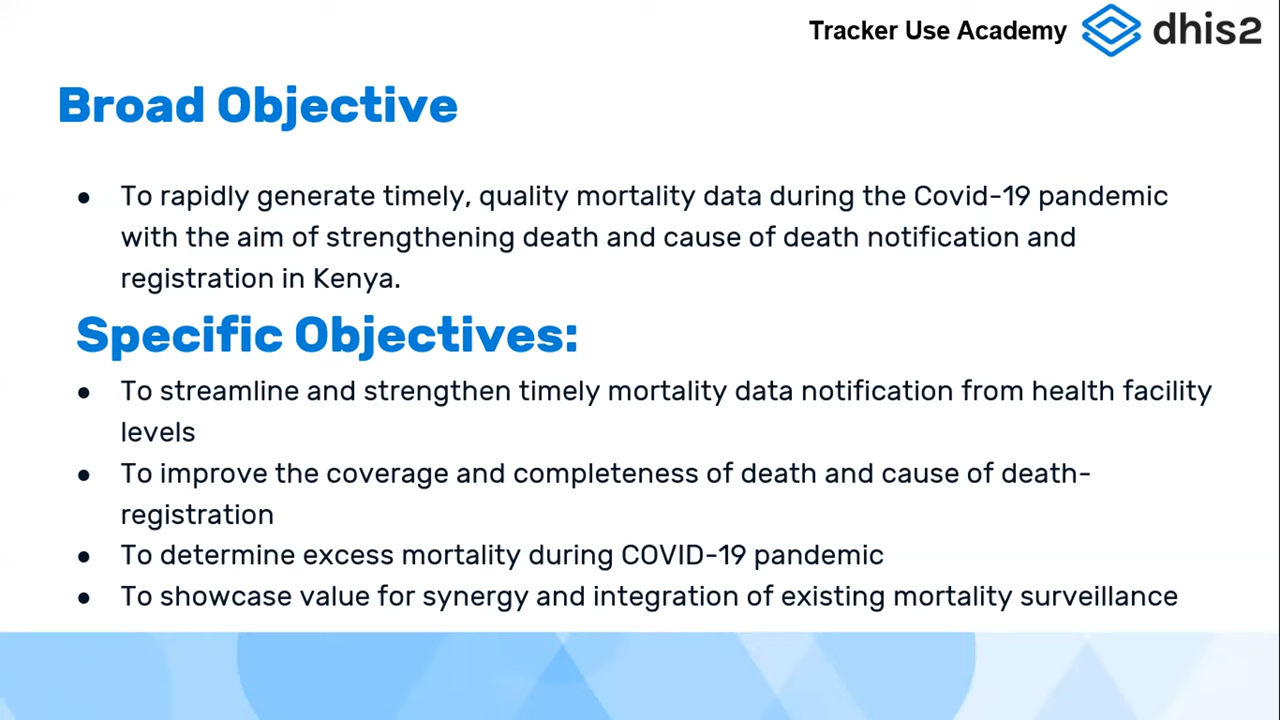 Tracker Use Academy dhis2
Broad Objective
● To rapidly generate timely, quality mortality data during the Covid-19 pandemic
with the aim of strengthening death and cause of death notification and
registration in Kenya.
Specific Objectives:
● To streamline and strengthen timely mortality data notification from health facility
levels
● To improve the coverage and completeness of death and cause of death-
registration
● To determine excess mortality during COVID-19 pandemic
● To showcase value for synergy and integration of existing mortality surveillance